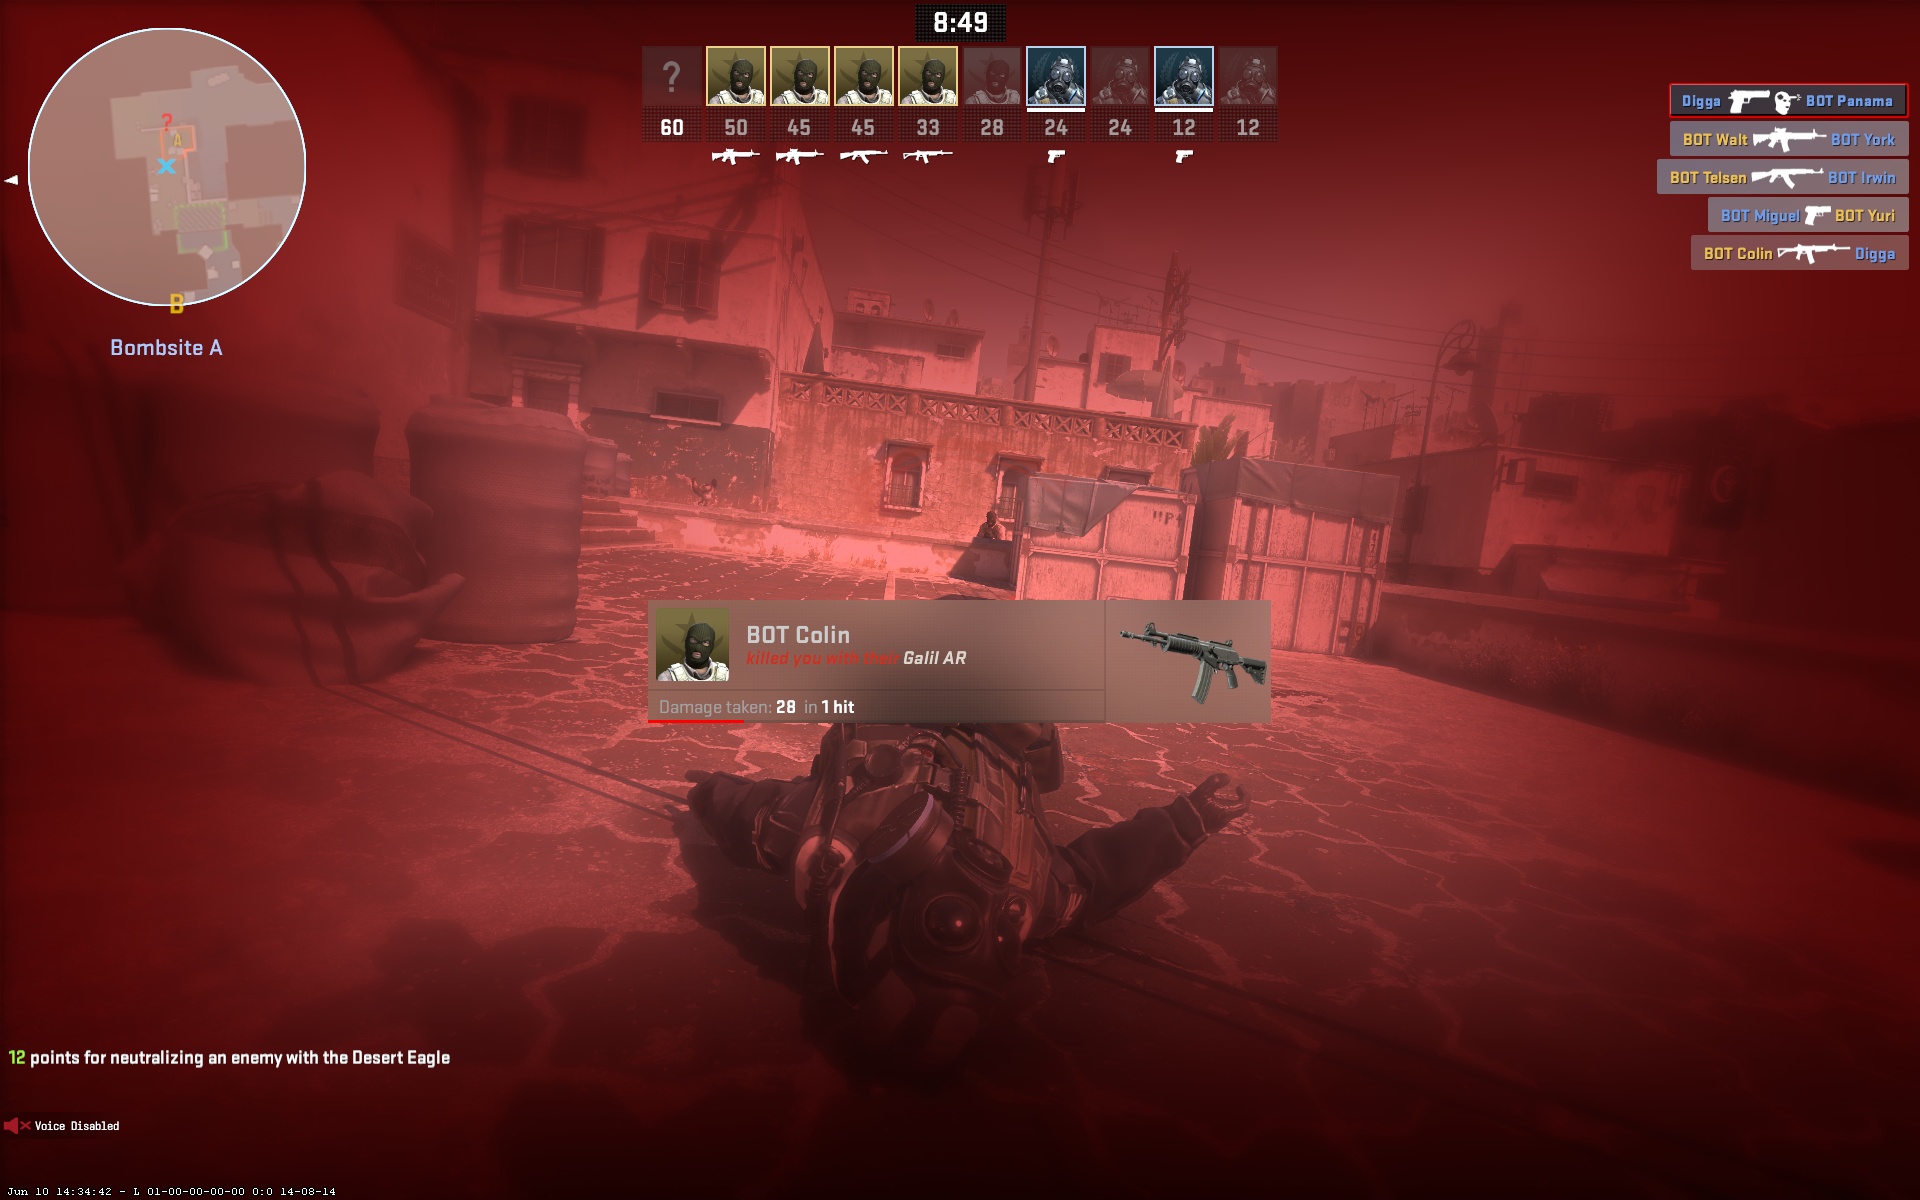 8:49
?
60 50 45 45 33 28 24 24 12 12
?
A
B
Bombsite A
Digga BOT Panama
BOT Walt BOT York
BOT Telsen BOT Irwin
BOT Miguel BOT Yuri
BOT Colin Digga
BOT Colin
killed you with their Galil AR
Damage taken: 28 in 1 hit
12 points for neutralizing an enemy with the Desert Eagle
Voice Disabled
Jun 10 14:34:42 - L 01-00-00-00-00 0:0 14-08-14